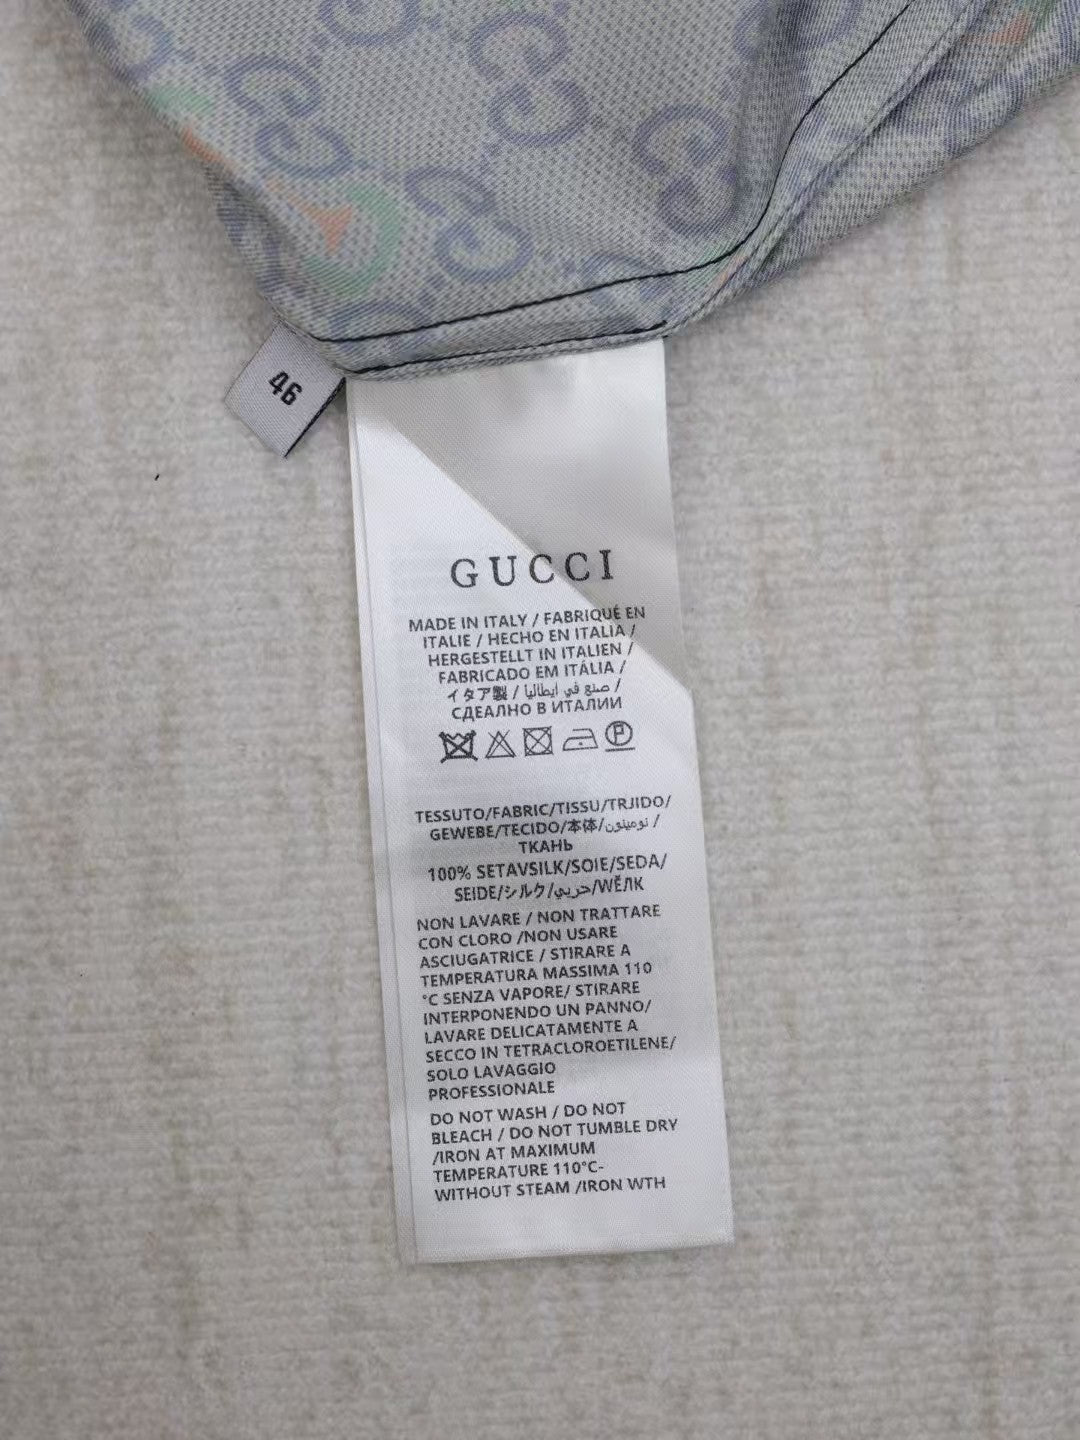 46
GUCCI
MADE IN ITALY / FABRIQUÉ EN
ITALIE / HECHO EN ITALIA /
HERGESTELLT IN ITALIEN /
FABRICADO EM ITÁLIA /
イタア製 / صنع في ايطاليا /
СДЕАЛНО В ИТАЛИИ
P
TESSUTO/FABRIC/TISSU/TRJIDO/
GEWEBE/TECIDO/本体/ /
ТКАНЬ
100% SETAVSILK/SOIE/SEDA/
SEIDE/シルク/حريبي/WЁЛК
NON LAVARE / NON TRATTARE
CON CLORO /NON USARE
ASCIUGATRICE / STIRARE A
TEMPERATURA MASSIMA 110
°C SENZA VAPORE/ STIRARE
INTERPONENDO UN PANNO/
LAVARE DELICATAMENTE A
SECCO IN TETRACLOROETILENE/
SOLO LAVAGGIO
PROFESSIONALE
DO NOT WASH / DO NOT
BLEACH / DO NOT TUMBLE DRY
/IRON AT MAXIMUM
TEMPERATURE 110°C-
WITHOUT STEAM /IRON WTH